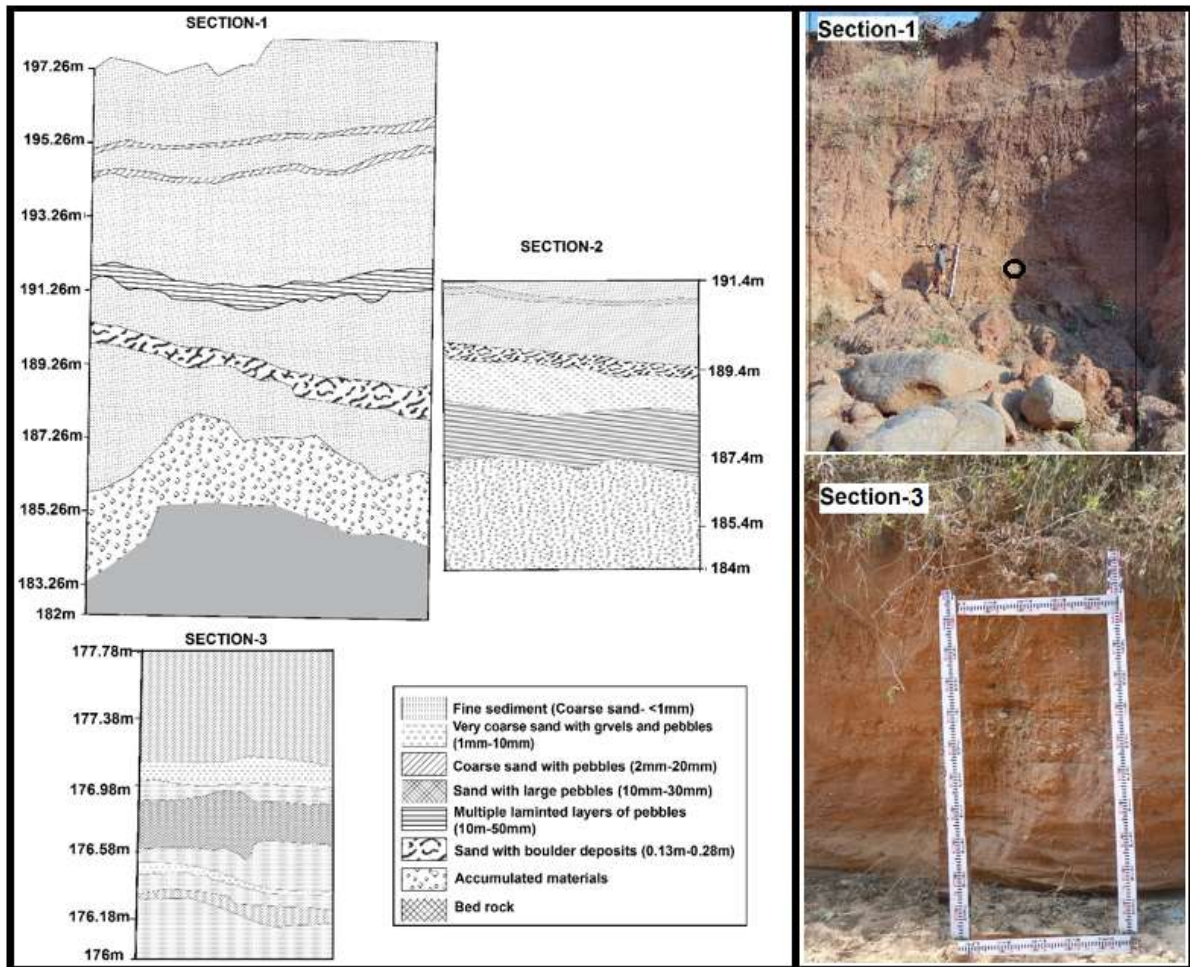 SECTION-1
197.26m
195.26m
193.26m
191.26m
189.26m
187.26m
185.26m
183.26m
182m
SECTION-2
191.4m
189.4m
187.4m
185.4m
184m
SECTION-3
177.78m
177.38m
176.98m
176.58m
176.18m
176m
Fine sediment (Coarse sand- <1mm)
Very coarse sand with grvels and pebbles
(1mm-10mm)
Coarse sand with pebbles (2mm-20mm)
Sand with large pebbles (10mm-30mm)
Multiple laminted layers of pebbles
(10m-50mm)
Sand with boulder deposits (0.13m-0.28m)
Accumulated materials
Bed rock
Section-1
Section-3